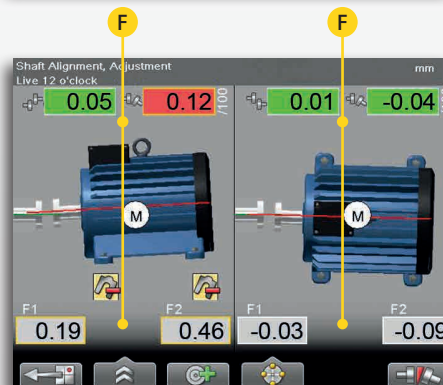 F F
Shaft Alignment, Adjustment mm
Live 12 o'clock
0.05 0.12 /100 0.01 -0.04
M M
F1 F2 F1 F2
0.19 0.46 -0.03 -0.09